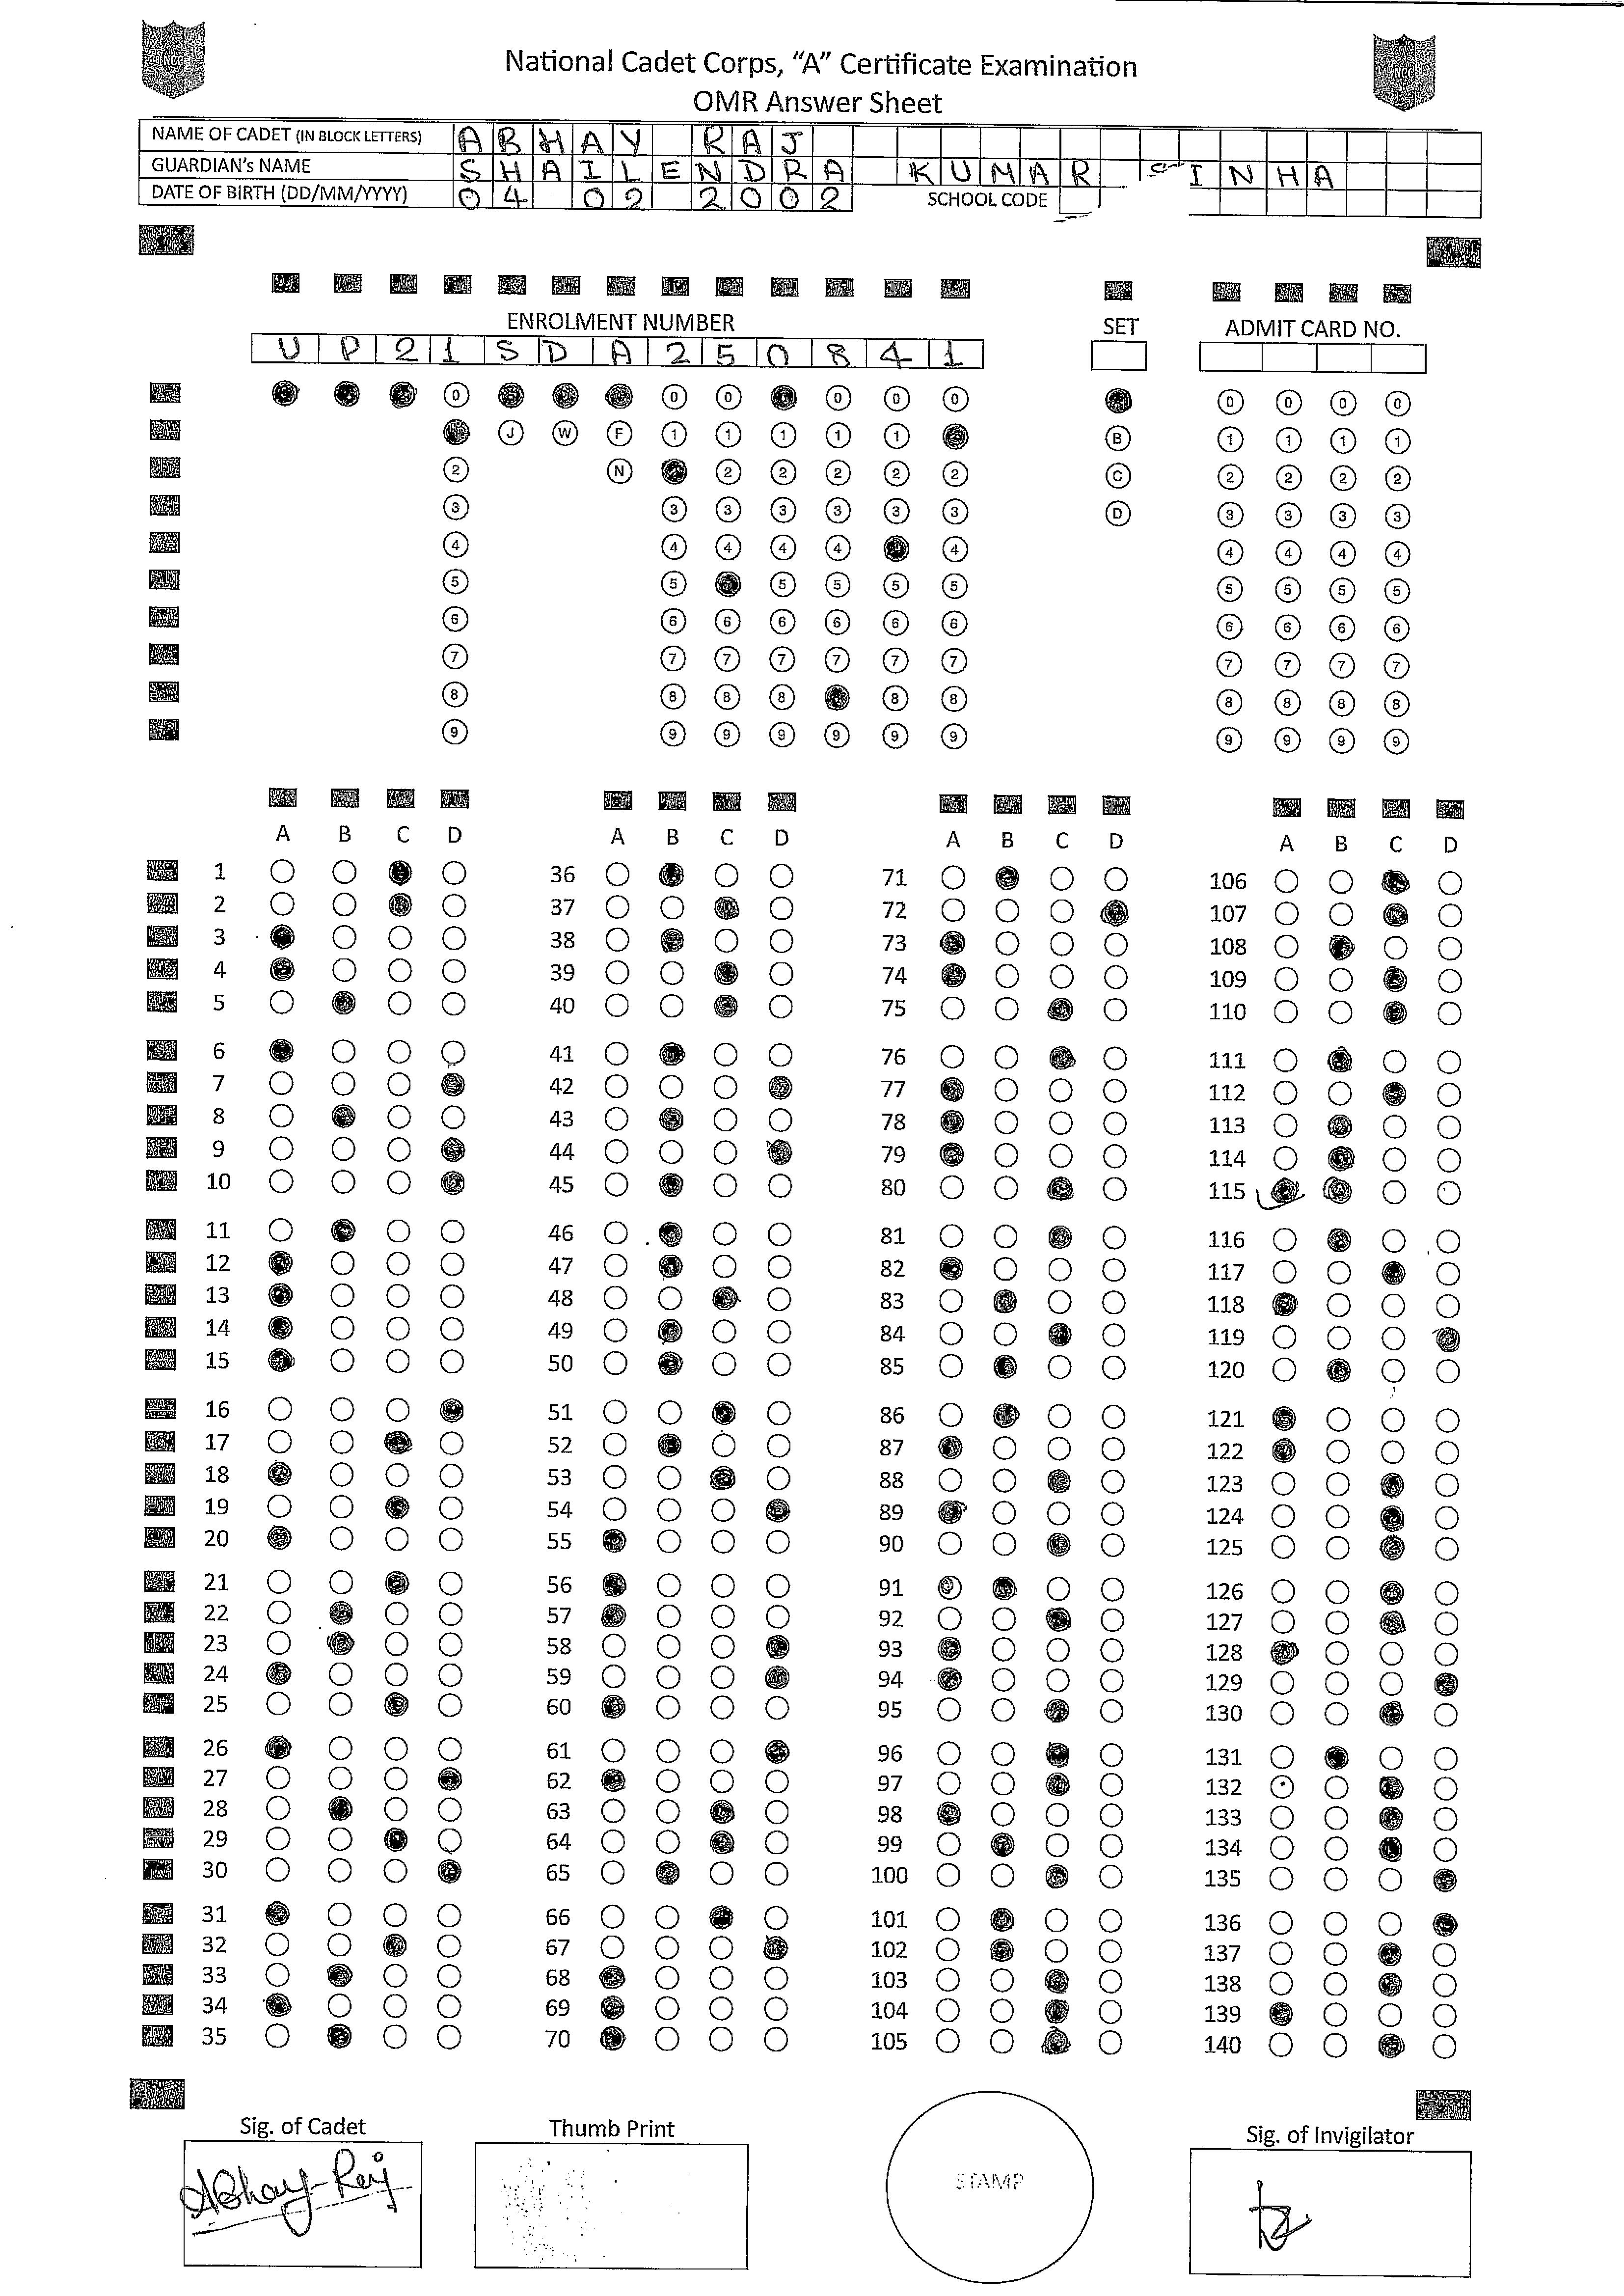 NCC
NCC
National Cadet Corps, “A” Certificate Examination
OMR Answer Sheet
NAME OF CADET (IN BLOCK LETTERS) ABHAY RAJ
GUARDIAN's NAME SHAILENDRA KUMAR SINHA
DATE OF BIRTH (DD/MM/YYYY) 04 02 2002 SCHOOL CODE
ENROLMENT NUMBER SET ADMIT CARD NO.
U P 2 1 S D A 2 5 0 8 4 1
0 0 0 0 0 0 0 0 0 0
J W F 1 1 1 1 1 B 1 1 1 1
2 N 2 2 2 2 2 C 2 2 2 2
3 3 3 3 3 3 3 D 3 3 3 3
4 4 4 4 4 4 4 4 4 4
5 5 5 5 5 5 5 5 5 5
6 6 6 6 6 6 6 6 6 6 6
7 7 7 7 7 7 7 7 7 7 7
8 8 8 8 8 8 8 8 8 8
9 9 9 9 9 9 9 9 9 9 9
A B C D A B C D A B C D A B C D
1 36 71 106
2 37 72 107
3 38 73 108
4 39 74 109
5 40 75 110
6 41 76 111
7 42 77 112
8 43 78 113
9 44 79 114
10 45 80 115
11 46 81 116
12 47 82 117
13 48 83 118
14 49 84 119
15 50 85 120
16 51 86 121
17 52 87 122
18 53 88 123
19 54 89 124
20 55 90 125
21 56 91 126
22 57 92 127
23 58 93 128
24 59 94 129
25 60 95 130
26 61 96 131
27 62 97 132
28 63 98 133
29 64 99 134
30 65 100 135
31 66 101 136
32 67 102 137
33 68 103 138
34 69 104 139
35 70 105 140
Sig. of Cadet Thumb Print Sig. of Invigilator
Abhay Raj STAMP